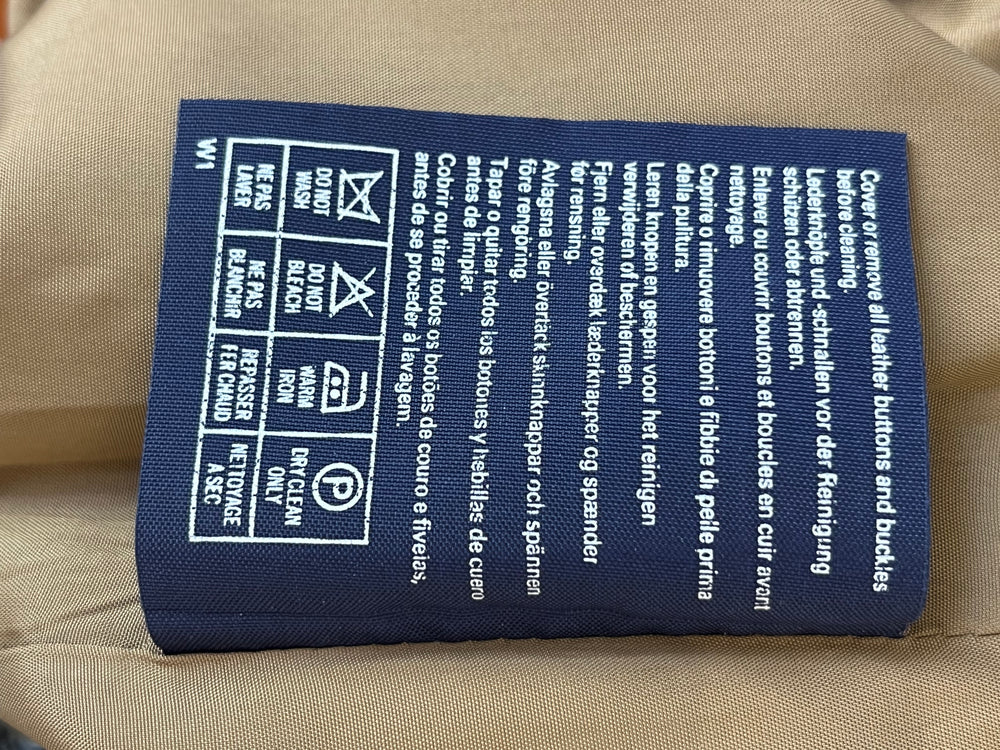 Cover or remove all leather buttons and buckles
before cleaning.
Lederknöpfe und -schnallen vor der Reinigung
schützen oder abtrennen.
Enlever ou couvrir boutons et boucles en cuir avant
nettoyage.
Coprire o rimuovere bottoni e fibbie di pelle prima
dela pulitura.
Leren knopen en gespen voor het reinigen
verwijderen of beschermen.
Fjern eller overdæk læderknapper og spænder
før rensning.
Avlägsna eller övertäck skinnknappar och spännen
före rengöring.
Tapar o quitar todos los botones y hebillas de cuero
antes de limpiar.
Cobrir ou tirar todos os botões de couro e fivelas,
antes de se proceder à lavagem.
DO NOT WASH
DO NOT BLEACH
WARM IRON
P
DRY CLEAN ONLY
NE PAS LAVER
NE PAS BLANCHIR
REPASSER FER CHAUD
NETTOYAGE A SEC
W1